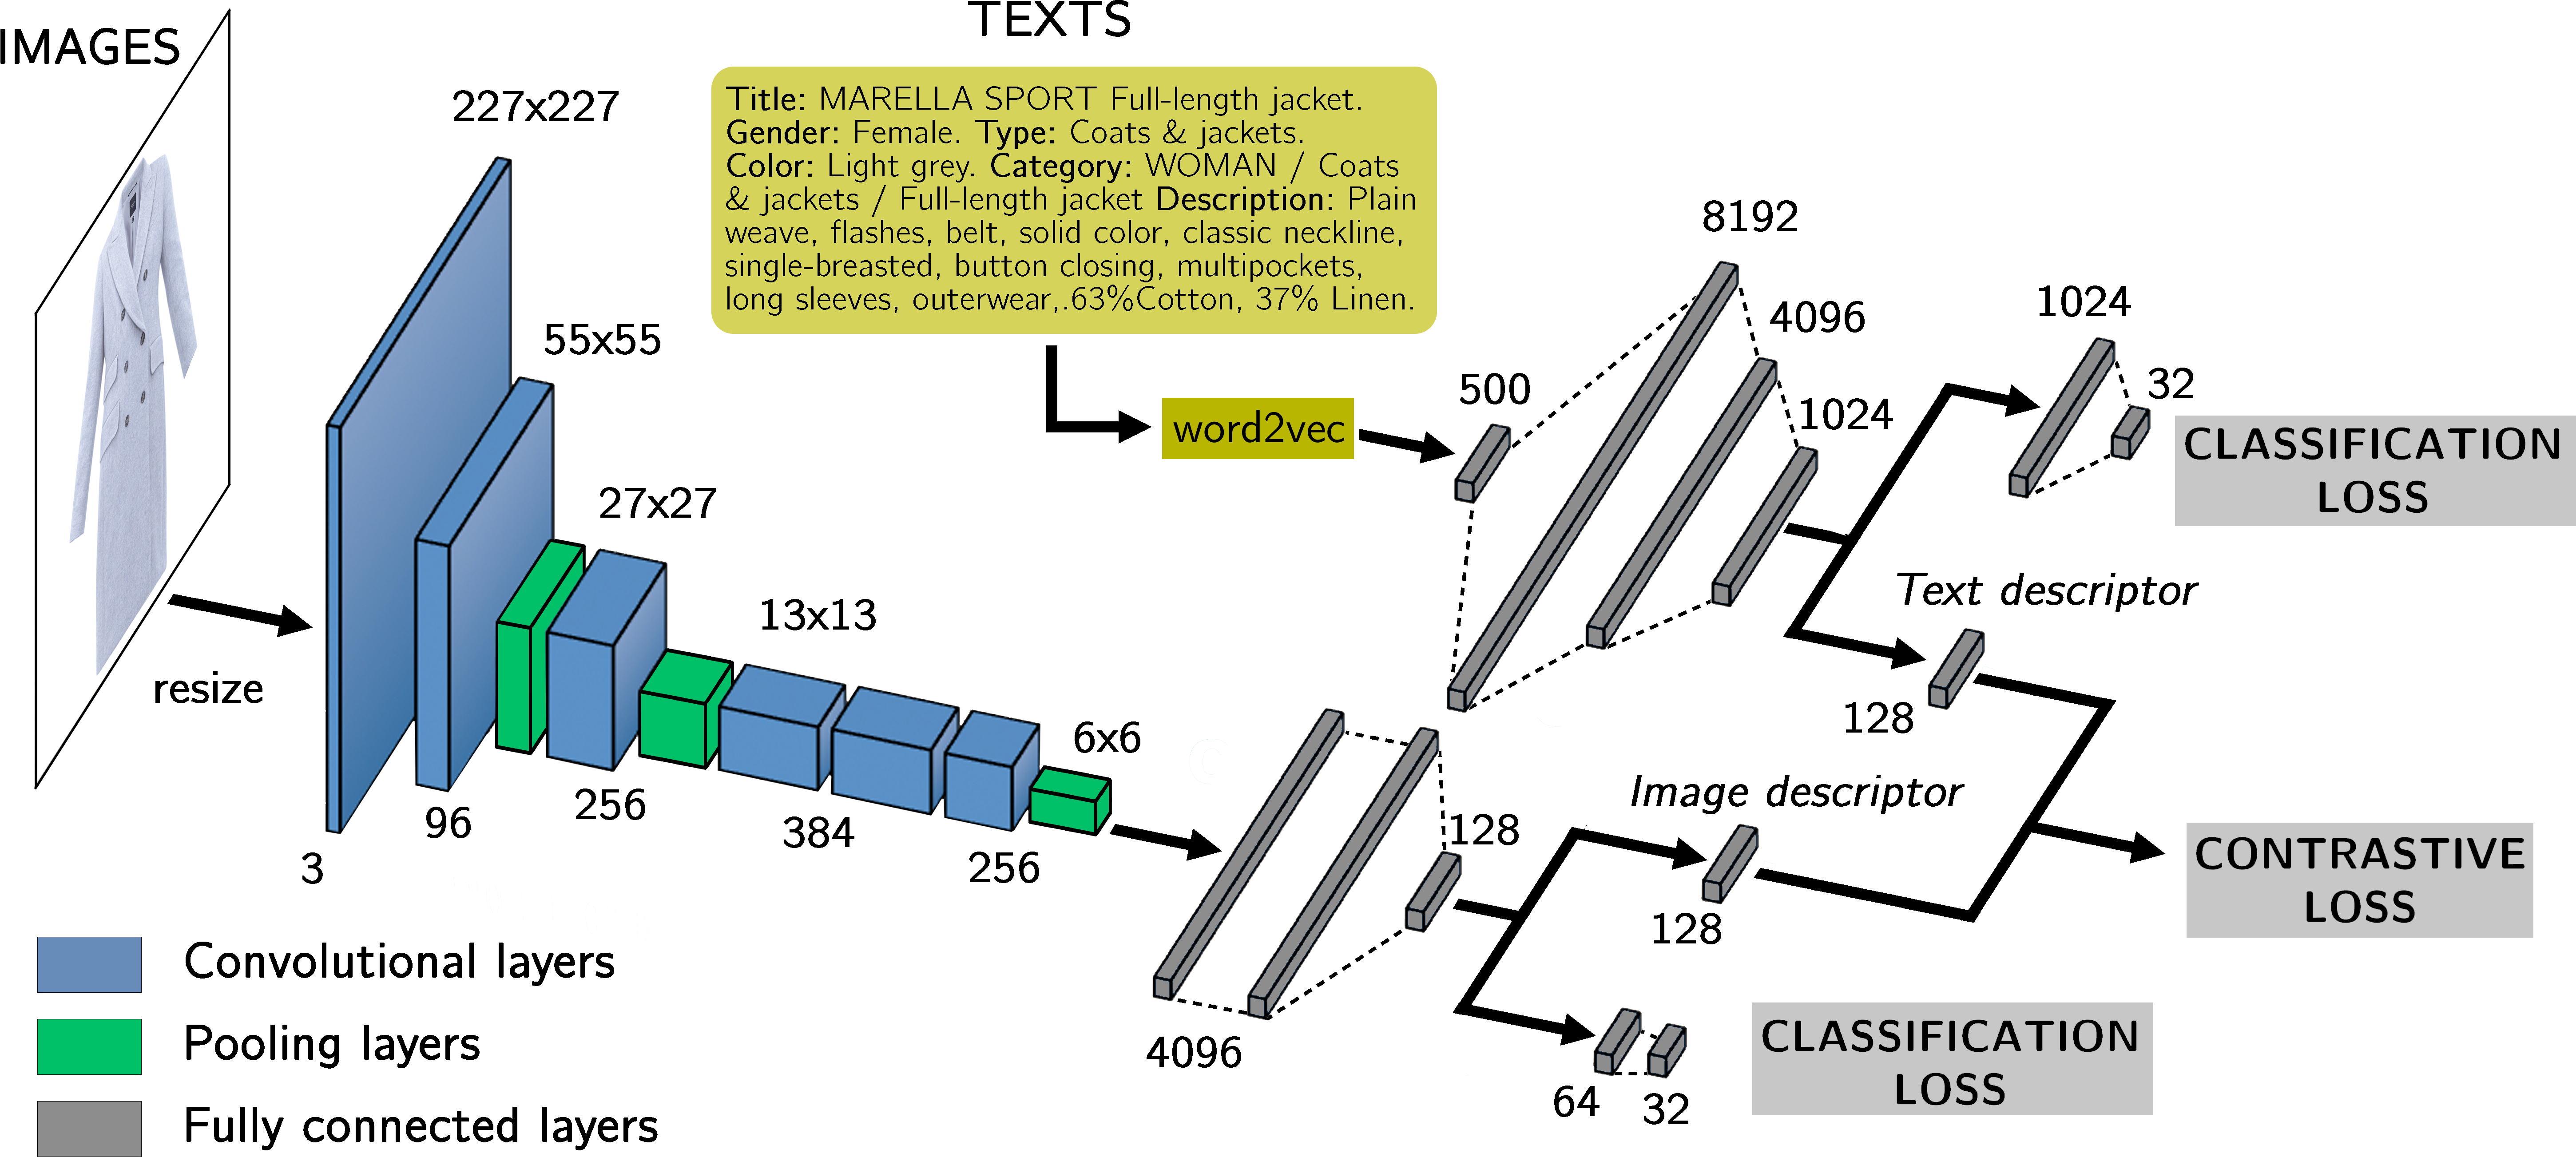 IMAGES
TEXTS
Title: MARELLA SPORT Full-length jacket.
Gender: Female. Type: Coats & jackets.
Color: Light grey. Category: WOMAN / Coats
& jackets / Full-length jacket Description: Plain
weave, flashes, belt, solid color, classic neckline,
single-breasted, button closing, multipockets,
long sleeves, outerwear,.63%Cotton, 37% Linen.
resize
227x227
55x55
27x27
13x13
6x6
3
96
256
384
256
word2vec
500
8192
4096
1024
1024
32
CLASSIFICATION
LOSS
Text descriptor
128
4096
128
Image descriptor
128
CONTRASTIVE
LOSS
64
32
CLASSIFICATION
LOSS
Convolutional layers
Pooling layers
Fully connected layers